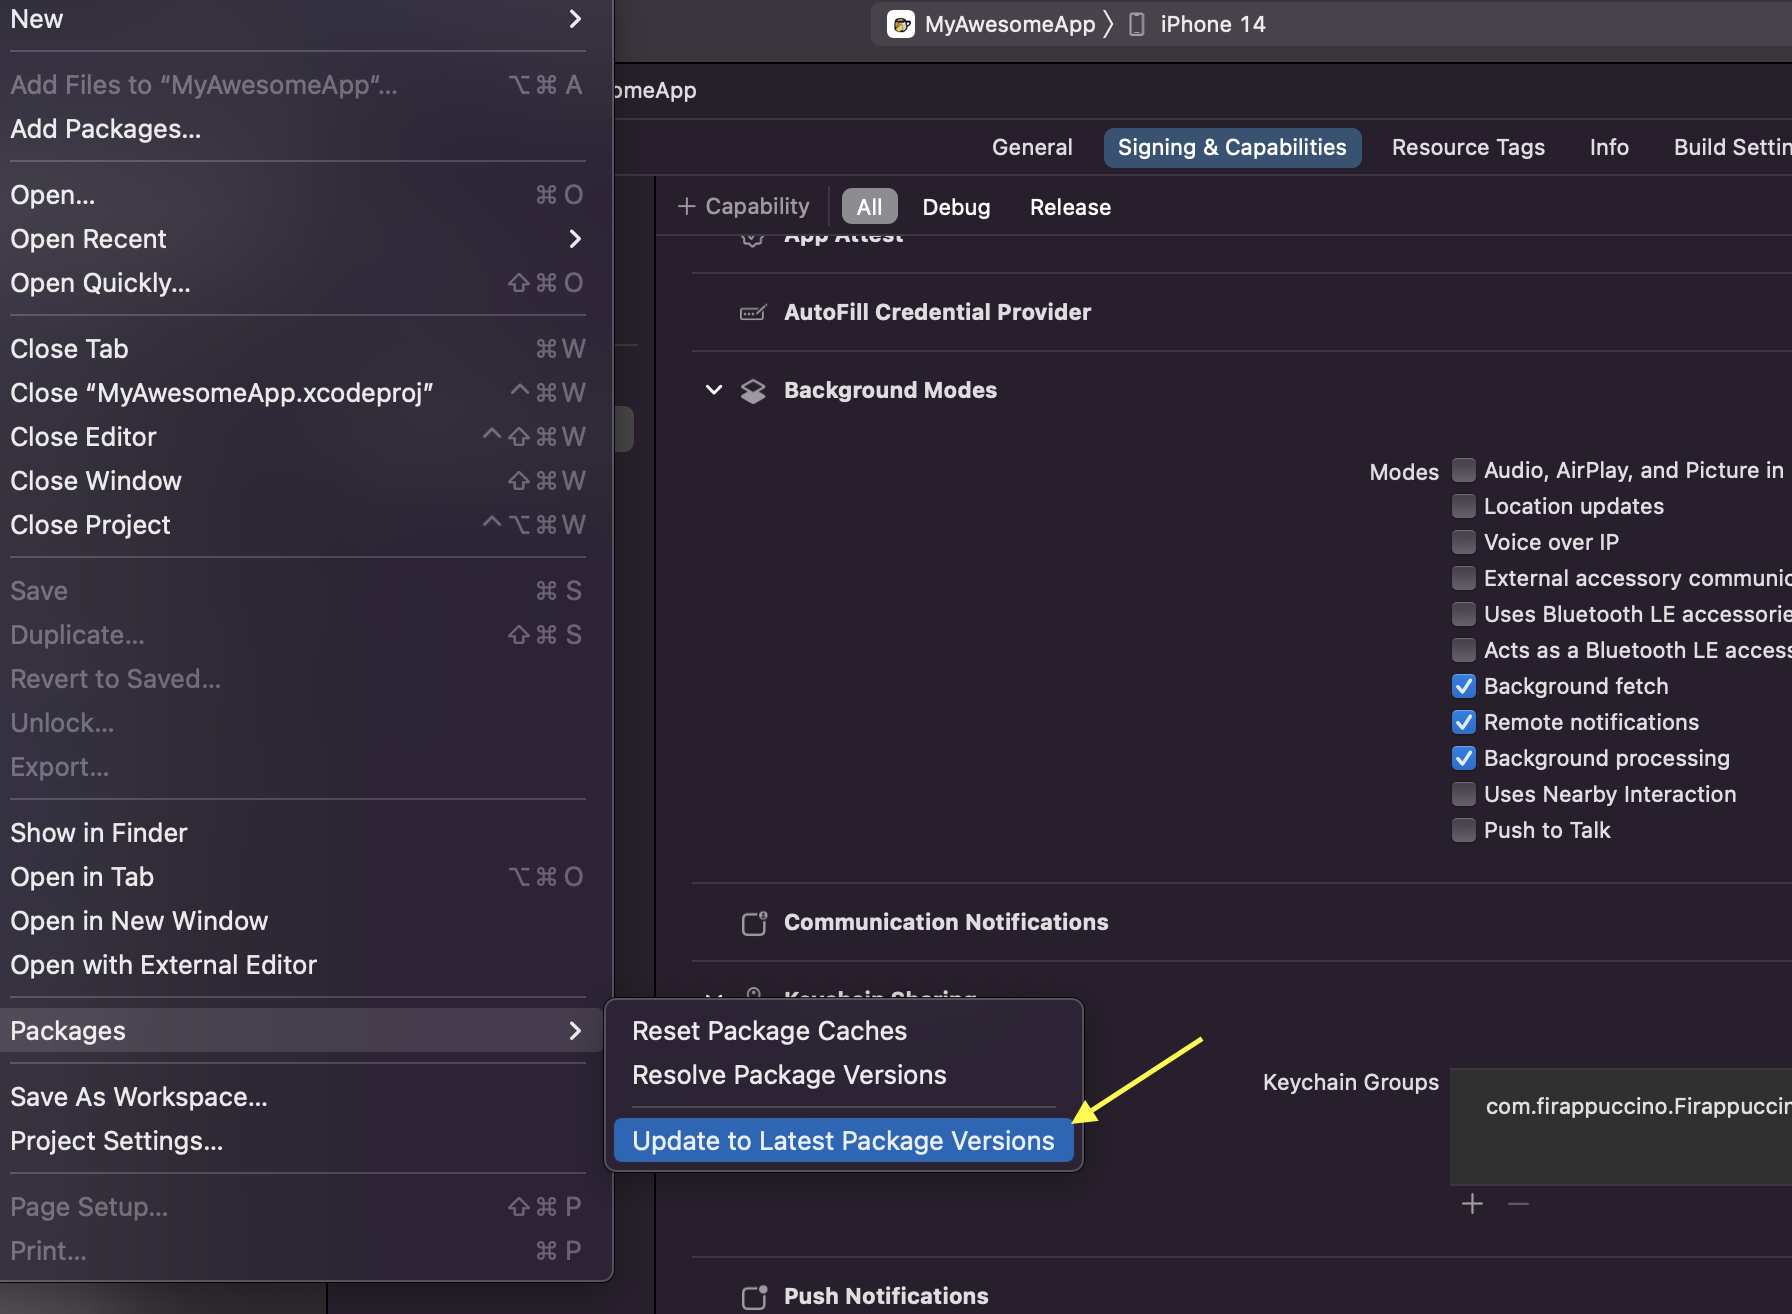 New
Add Files to “MyAwesomeApp“... ⌥⌘ A
Add Packages...
Open... ⌘ O
Open Recent
Open Quickly... ⇧⌘ O
Close Tab ⌘W
Close “MyAwesomeApp.xcodeproj” ^⌘W
Close Editor ^⇧⌘W
Close Window ⇧⌘W
Close Project ^⌥⌘W
Save ⌘ S
Duplicate... ⇧⌘ S
Revert to Saved...
Unlock...
Export...
Show in Finder
Open in Tab ⌥⌘ O
Open in New Window
Open with External Editor
Packages
Save As Workspace...
Project Settings...
Page Setup... ⇧⌘ P
Print... ⌘ P
Reset Package Caches
Resolve Package Versions
Update to Latest Package Versions
MyAwesomeApp 〉 iPhone 14
omeApp
General Signing & Capabilities Resource Tags Info Build Settin
+ Capability All Debug Release
App Attest
AutoFill Credential Provider
Background Modes
Modes Audio, AirPlay, and Picture in
Location updates
Voice over IP
External accessory communic
Uses Bluetooth LE accessorie
Acts as a Bluetooth LE access
Background fetch
Remote notifications
Background processing
Uses Nearby Interaction
Push to Talk
Communication Notifications
Keychain Sharing
Keychain Groups com.firappuccino.Firappuccin
+ −
Push Notifications